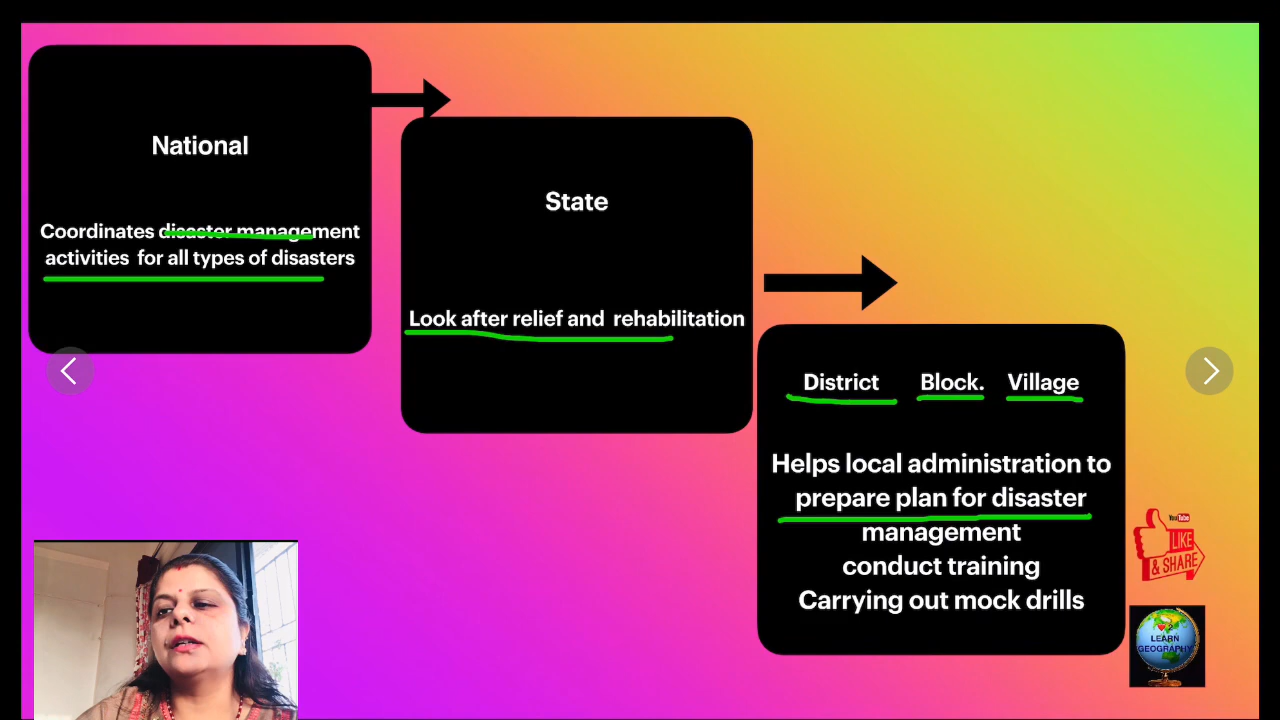 National
Coordinates disaster management
activities for all types of disasters
State
Look after relief and rehabilitation
District Block. Village
Helps local administration to
prepare plan for disaster
management
conduct training
Carrying out mock drills
YouTube
LIKE
& SHARE
LEARN
GEOGRAPHY